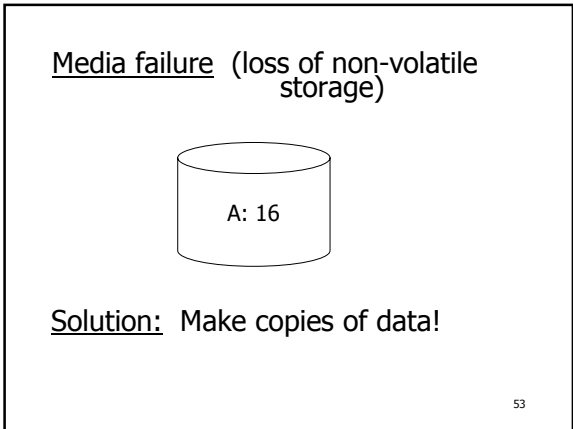 Media failure (loss of non-volatile
storage)
A: 16
Solution: Make copies of data!
53